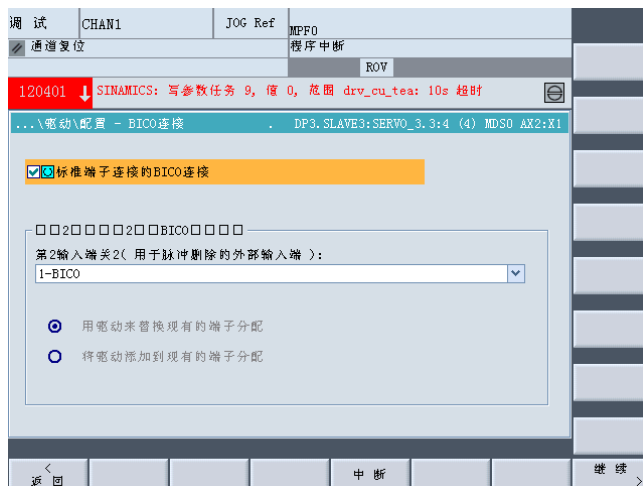 调 试
CHAN1
JOG Ref
MPF0
通道复位
程序中断
ROV
120401 SINAMICS: 写参数任务 9, 值 0, 范围 drv_cu_tea: 10s 超时
...\驱动\配置 - BICO连接 . DP3.SLAVE3:SERVO_3.3:4 (4) MDS0 AX2:X1
标准端子连接的BICO连接
□□2□□□□2□□BICO□□□□
第2输入端关2( 用于脉冲删除的外部输入端 ):
1-BICO
用驱动来替换现有的端子分配
将驱动添加到现有的端子分配
<
返 回
中 断
继 续
>